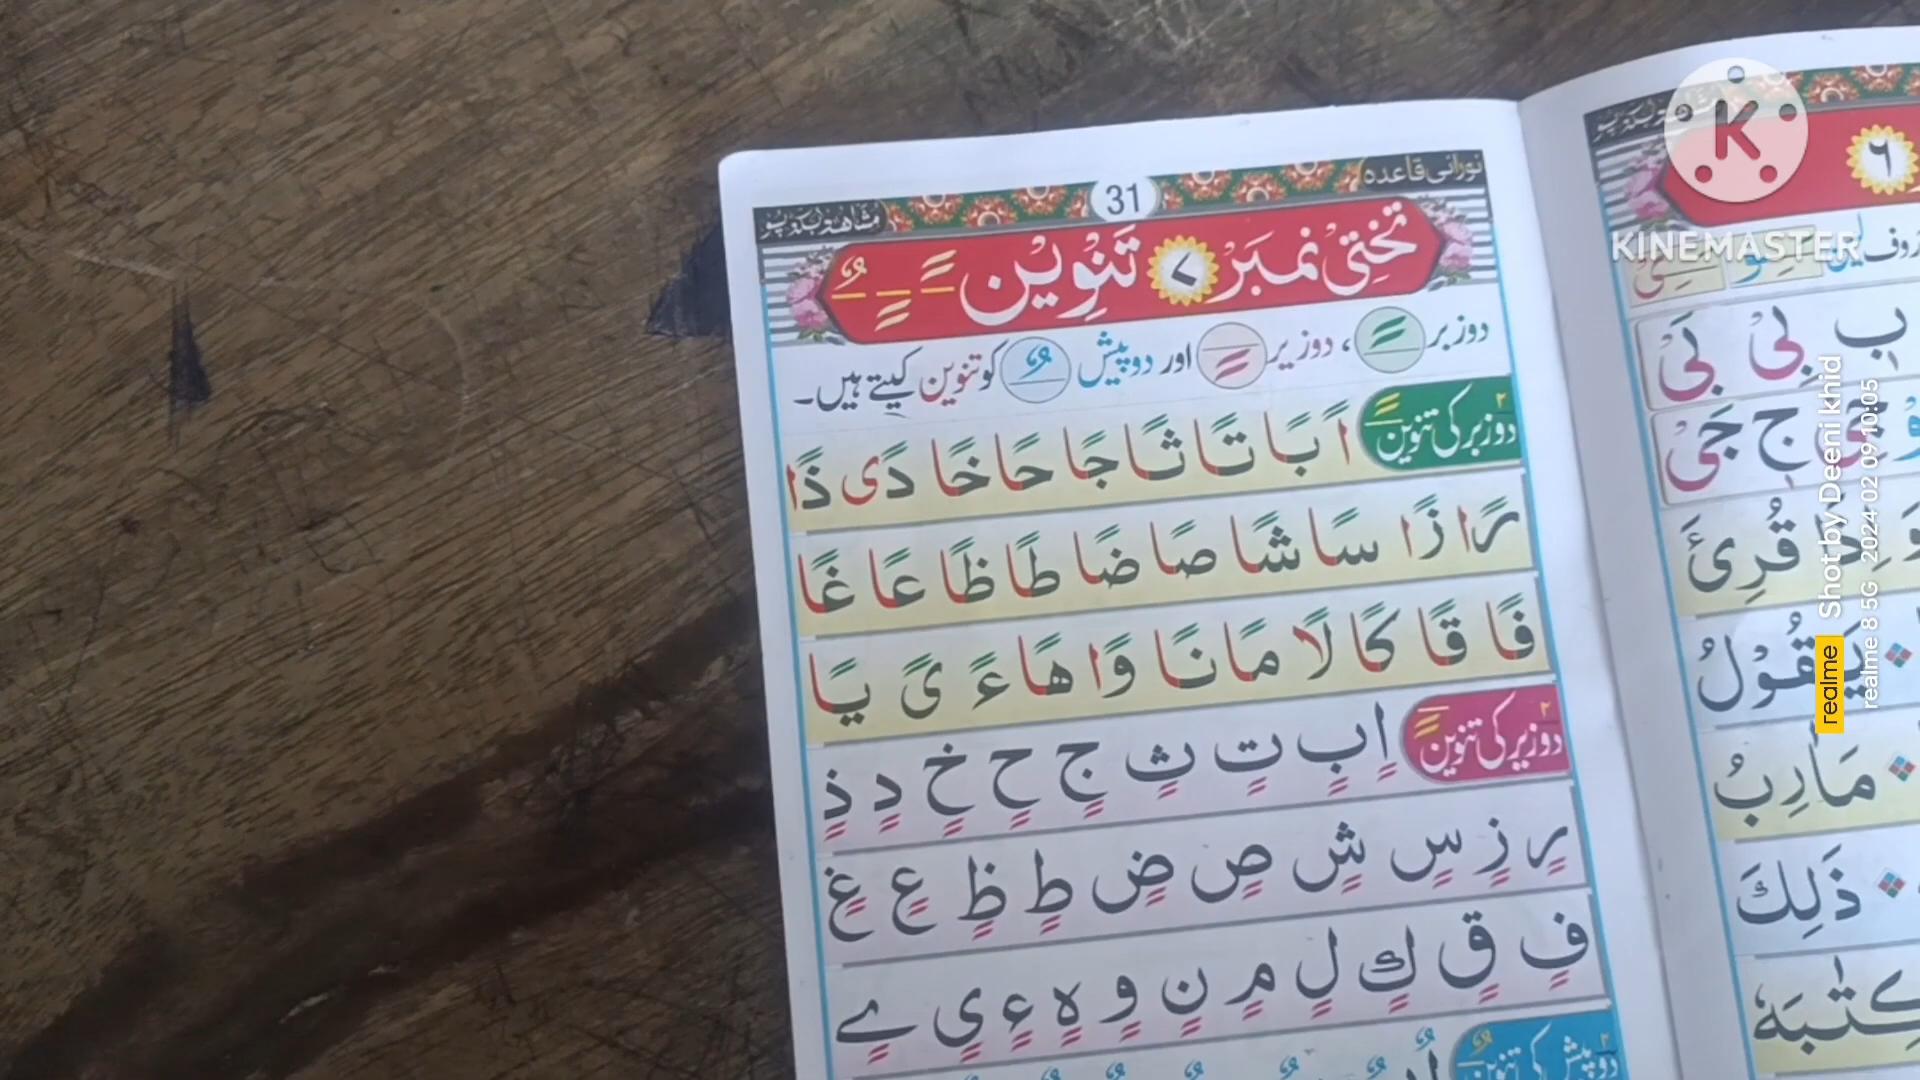 نورانی قاعدہ
31
تختی نمبر ۷ تنوین ـً ـٍ ـٌ
دو زبر ـً ، دو زیر ـٍ اور دو پیش ـٌ کو تنوین کہتے ہیں۔
دو زبر کی تنوین
اً بًا تًا ثًا جًا حًا خًا دًى ذًا
رًا زًا سًا شًا صًا ضًا طًا ظًا عًا غًا
فًا قًا كًا لًا مًا نًا وًا هًا ءً یً یًا
دو زیر کی تنوین
اٍ بٍ تٍ ثٍ جٍ حٍ خٍ دٍ ذٍ
رٍ زٍ سٍ شٍ صٍ ضٍ طٍ ظٍ عٍ غٍ
فٍ قٍ كٍ لٍ مٍ نٍ وٍ هٍ ءٍ یٍ ےٍ
دو پیش کی تنوین
٦
بِ بِیْ بَیْ
جِ جَیْ
قُرِئَ
يَقُوْلُ
مَاٰرِبُ
ذٰلِكَ
KINEMASTER
realme Shot by Deeni khid
realme 8 5G 2024 02 09 10:05